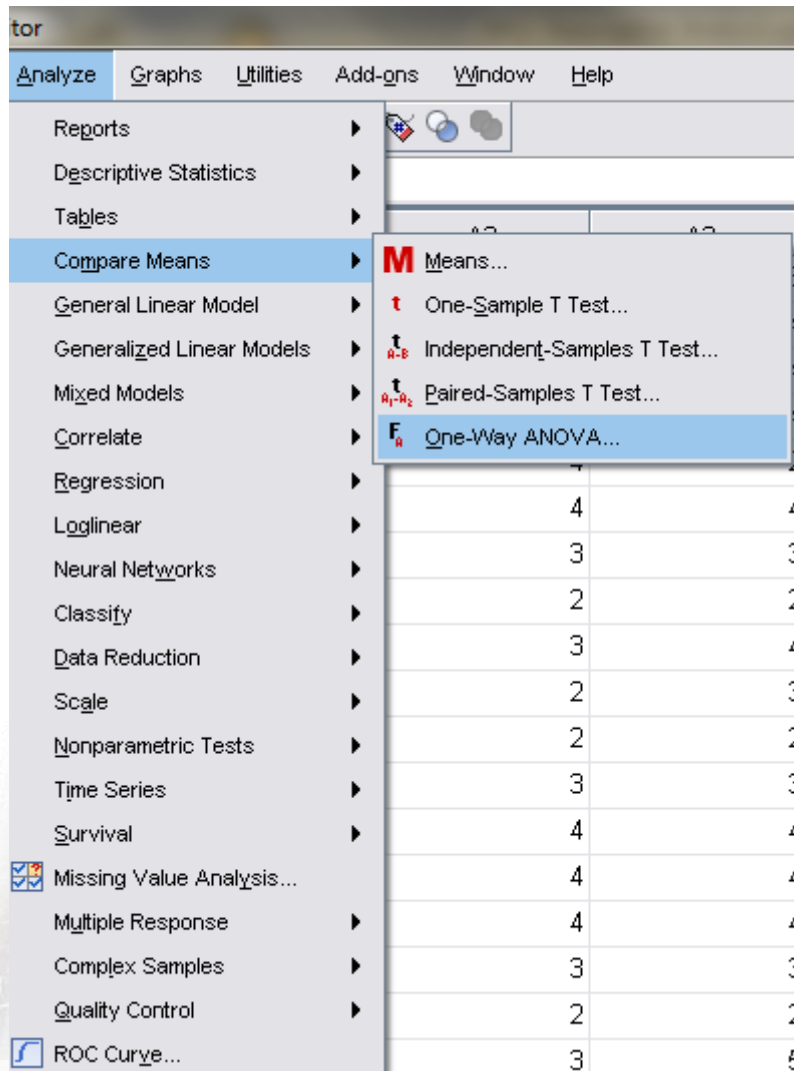 tor
Analyze Graphs Utilities Add-ons Window Help
Reports
Descriptive Statistics
Tables
Compare Means
General Linear Model
Generalized Linear Models
Mixed Models
Correlate
Regression
Loglinear
Neural Networks
Classify
Data Reduction
Scale
Nonparametric Tests
Time Series
Survival
Missing Value Analysis...
Multiple Response
Complex Samples
Quality Control
ROC Curve...
M Means...
t One-Sample T Test...
t A-B Independent-Samples T Test...
t A1-A2 Paired-Samples T Test...
F A One-Way ANOVA...
4
3
2
3
2
2
3
4
4
4
3
2
3